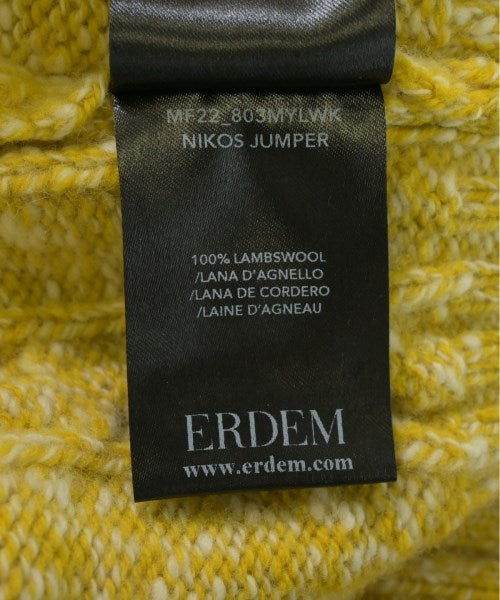 MF22_803MYLWK
NIKOS JUMPER
100% LAMBSWOOL
/LANA D'AGNELLO
/LANA DE CORDERO
/LAINE D'AGNEAU
ERDEM
www.erdem.com